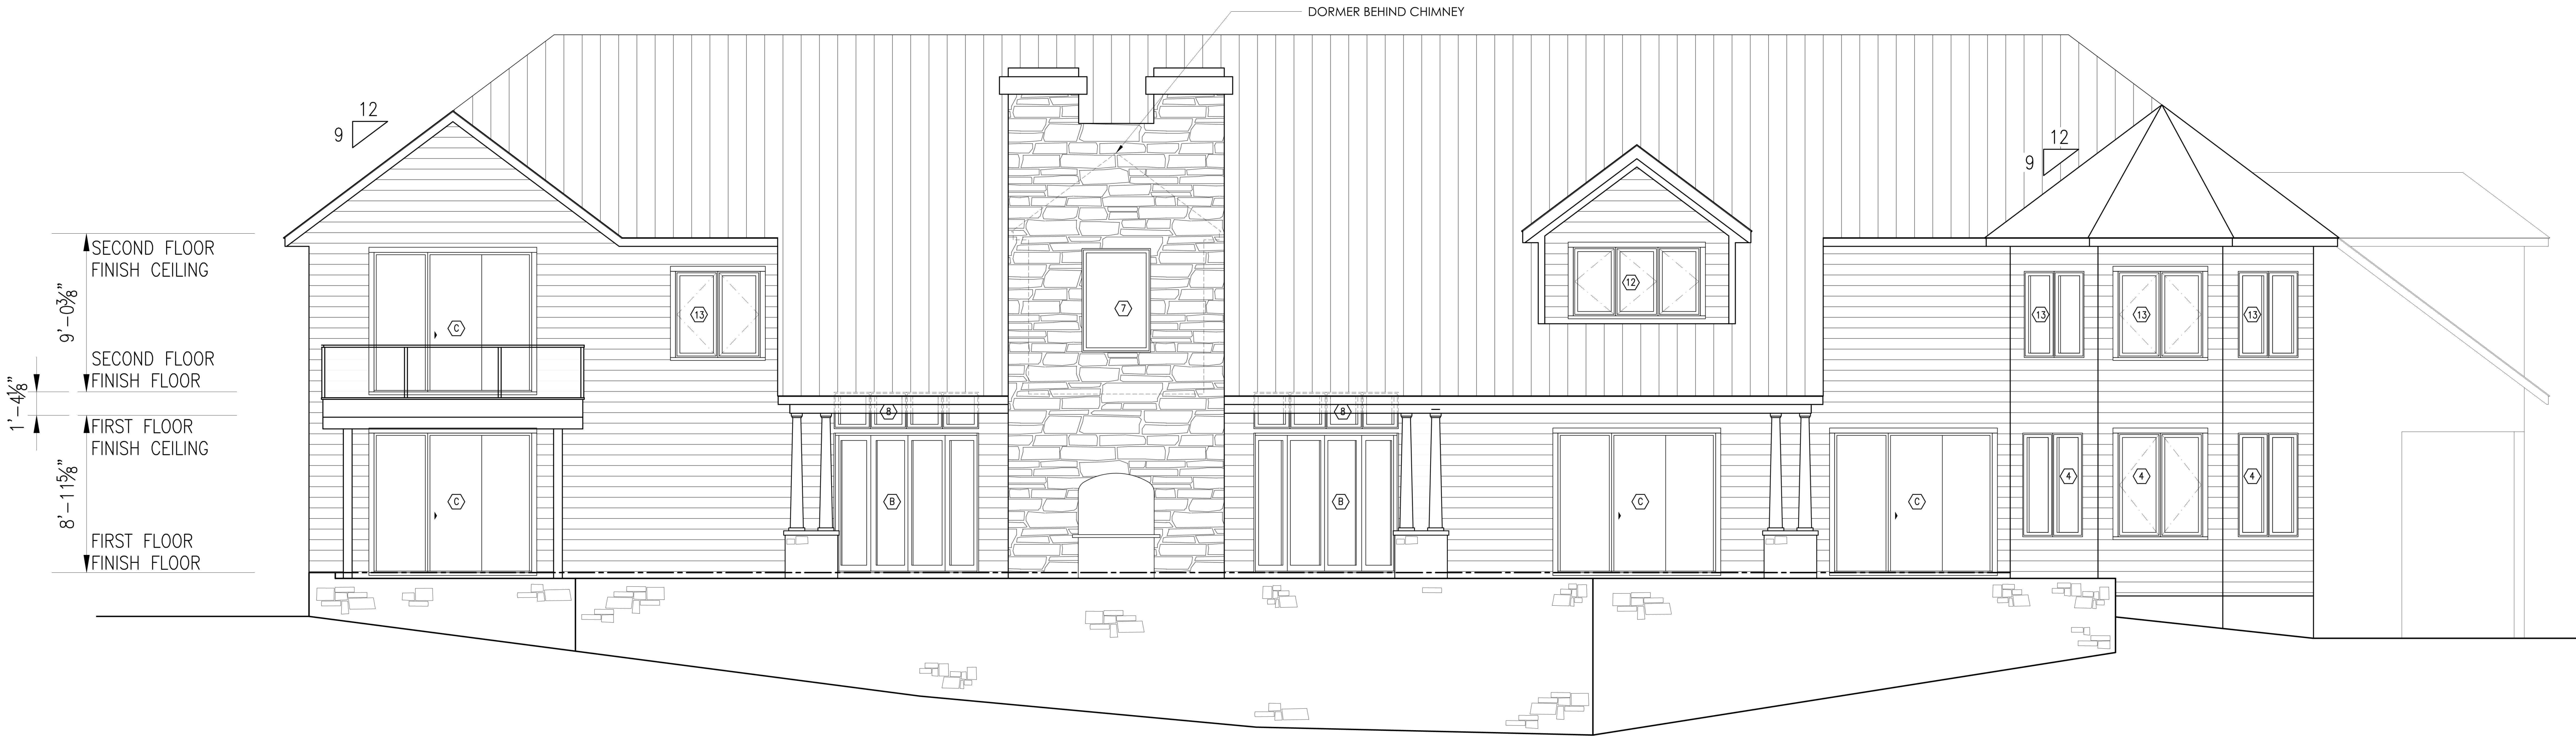 DORMER BEHIND CHIMNEY
12
9
12
9
SECOND FLOOR
FINISH CEILING
9'-0⅜"
SECOND FLOOR
FINISH FLOOR
1'-4⅛"
FIRST FLOOR
FINISH CEILING
8'-11⅝"
FIRST FLOOR
FINISH FLOOR
C
13
7
12
13
13
13
8
8
C
B
B
C
C
4
4
4